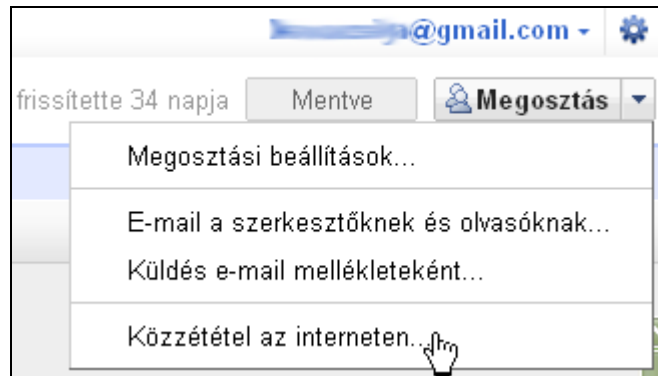 @gmail.com
frissítette 34 napja Mentve Megosztás
Megosztási beállítások...
E-mail a szerkesztőknek és olvasóknak...
Küldés e-mail mellékleteként...
Közzététel az interneten...